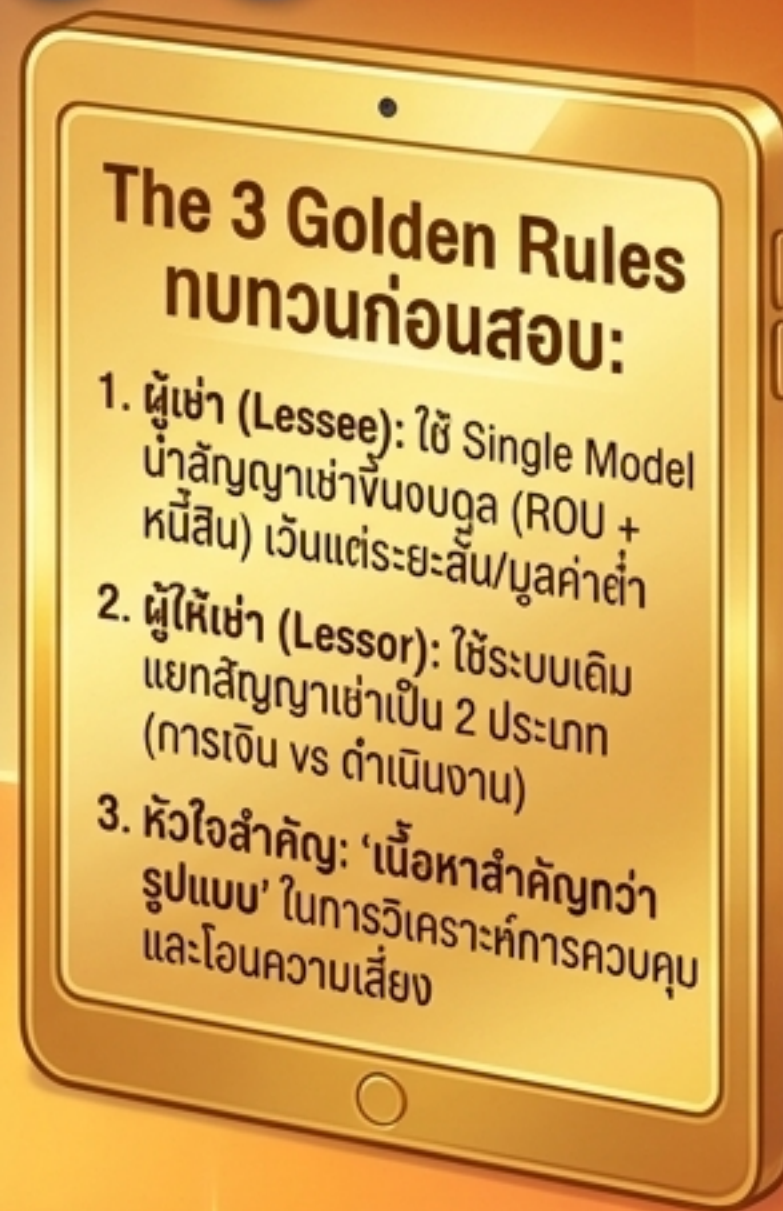 The 3 Golden Rules
ทบทวนก่อนสอบ:
1. ผู้เช่า (Lessee): ใช้ Single Model
นำสัญญาเช่าขึ้นงบดุล (ROU +
หนี้สิน) เว้นแต่ระยะสั้น/มูลค่าต่ำ
2. ผู้ให้เช่า (Lessor): ใช้ระบบเดิม
แยกสัญญาเช่าเป็น 2 ประเภท
(การเงิน vs ดำเนินงาน)
3. หัวใจสำคัญ: ‘เนื้อหาสำคัญกว่า
รูปแบบ’ ในการวิเคราะห์การควบคุม
และโอนความเสี่ยง